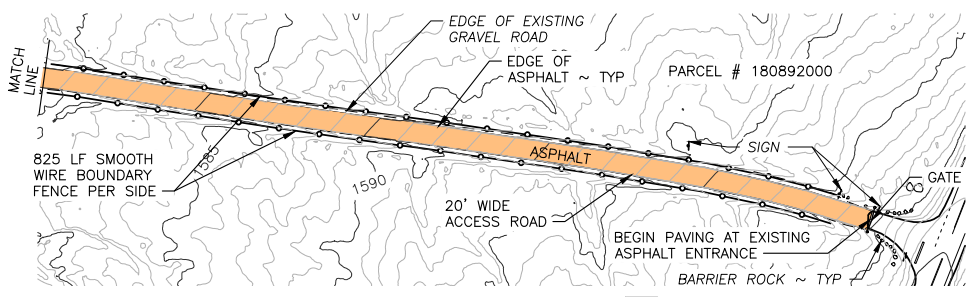 EDGE OF EXISTING
GRAVEL ROAD
EDGE OF
ASPHALT ~ TYP
PARCEL # 180892000
MATCH
LINE
SIGN
ASPHALT
825 LF SMOOTH
WIRE BOUNDARY
FENCE PER SIDE
585
1590
GATE
20' WIDE
ACCESS ROAD
BEGIN PAVING AT EXISTING
ASPHALT ENTRANCE
BARRIER ROCK ~ TYP